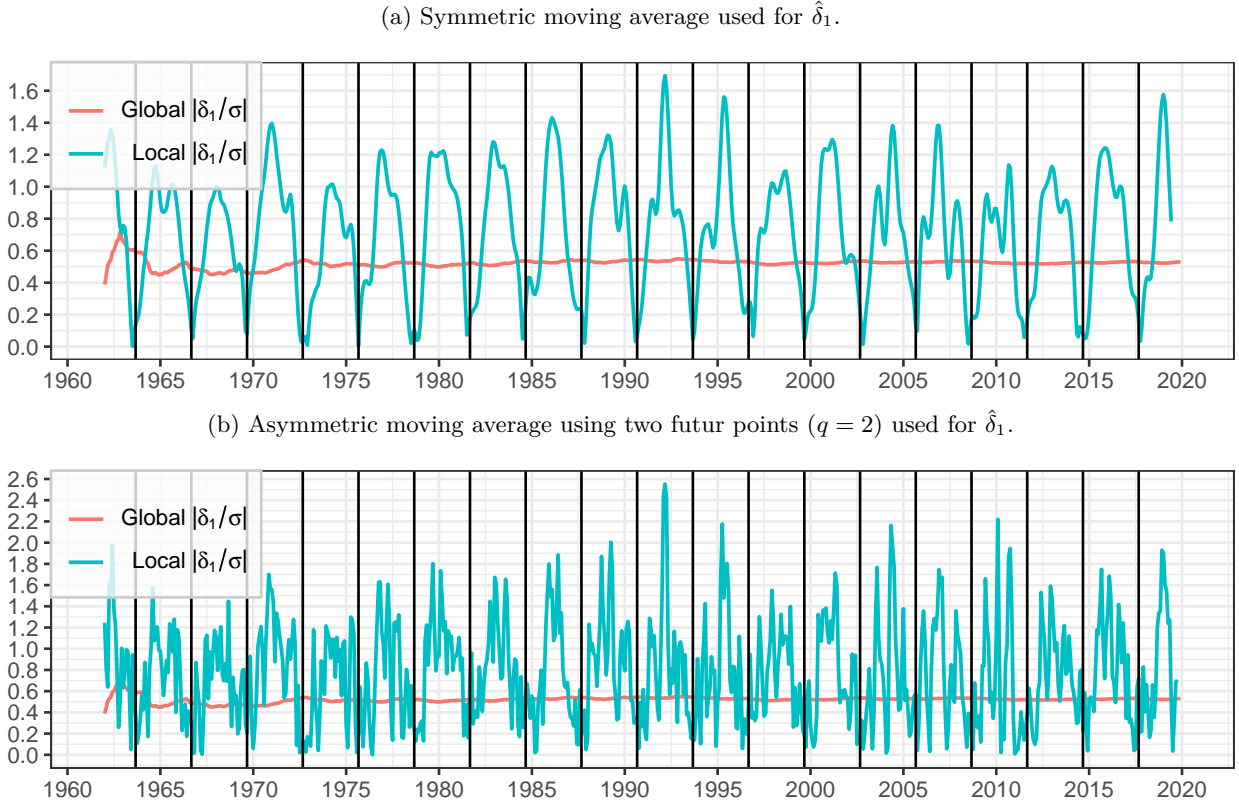 (a) Symmetric moving average used for δ̂₁.
1.6
1.4
1.2
1.0
0.8
0.6
0.4
0.2
0.0
Global |δ₁/σ|
Local |δ₁/σ|
1960 1965 1970 1975 1980 1985 1990 1995 2000 2005 2010 2015 2020
(b) Asymmetric moving average using two futur points (q = 2) used for δ̂₁.
2.6
2.4
2.2
2.0
1.8
1.6
1.4
1.2
1.0
0.8
0.6
0.4
0.2
0.0
Global |δ₁/σ|
Local |δ₁/σ|
1960 1965 1970 1975 1980 1985 1990 1995 2000 2005 2010 2015 2020